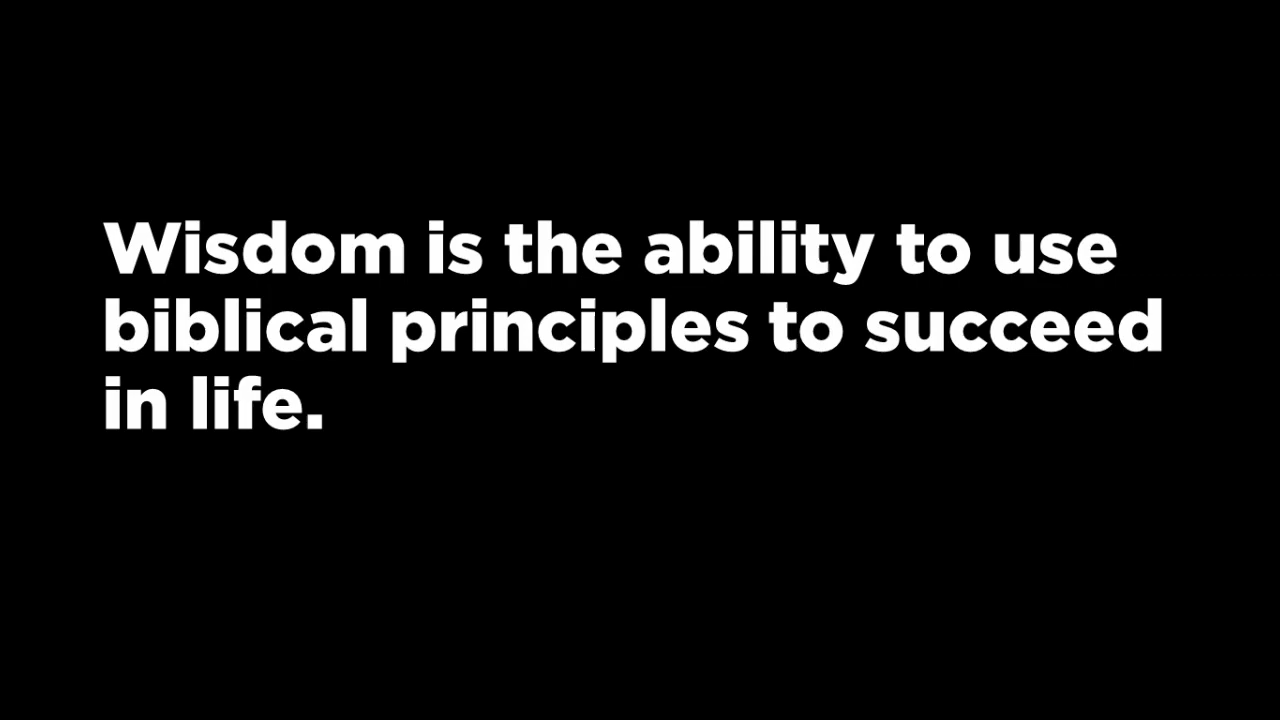 Wisdom is the ability to use
biblical principles to succeed
in life.